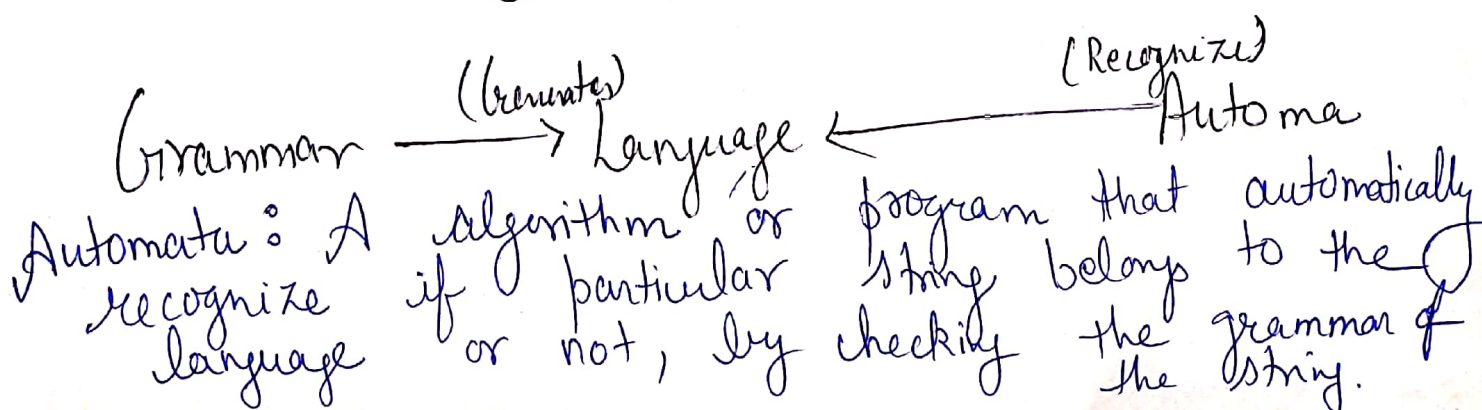 (Generates) (Recognize)
Grammar → Language ← Automa
Automata: A algorithm or program that automatically
recognize if particular string belongs to the
language or not, by checking the grammar of
the string.